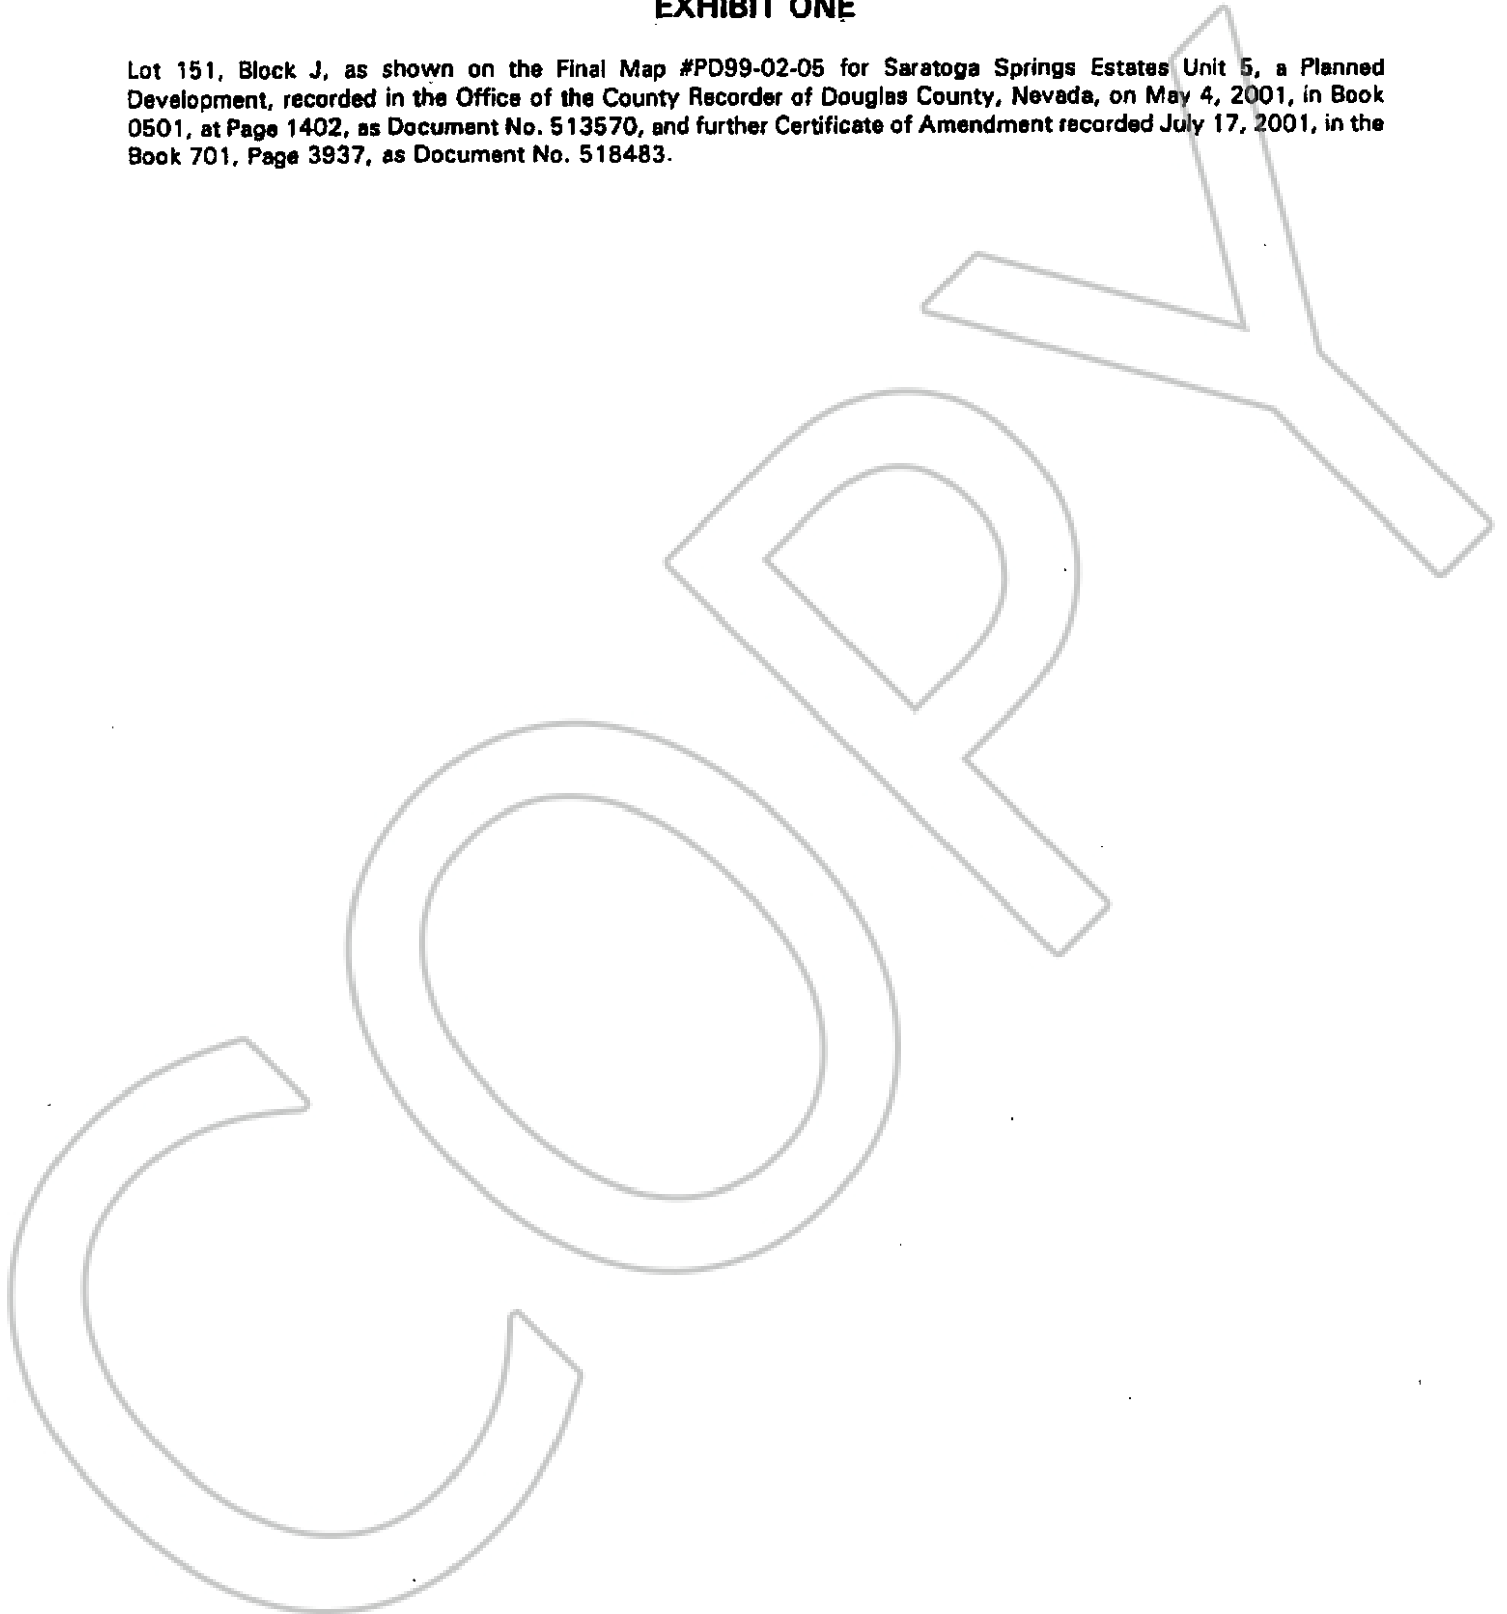 EXHIBIT ONE
Lot 151, Block J, as shown on the Final Map #PD99-02-05 for Saratoga Springs Estates Unit 5, a Planned
Development, recorded in the Office of the County Recorder of Douglas County, Nevada, on May 4, 2001, in Book
0501, at Page 1402, as Document No. 513570, and further Certificate of Amendment recorded July 17, 2001, in the
Book 701, Page 3937, as Document No. 518483.
COPY